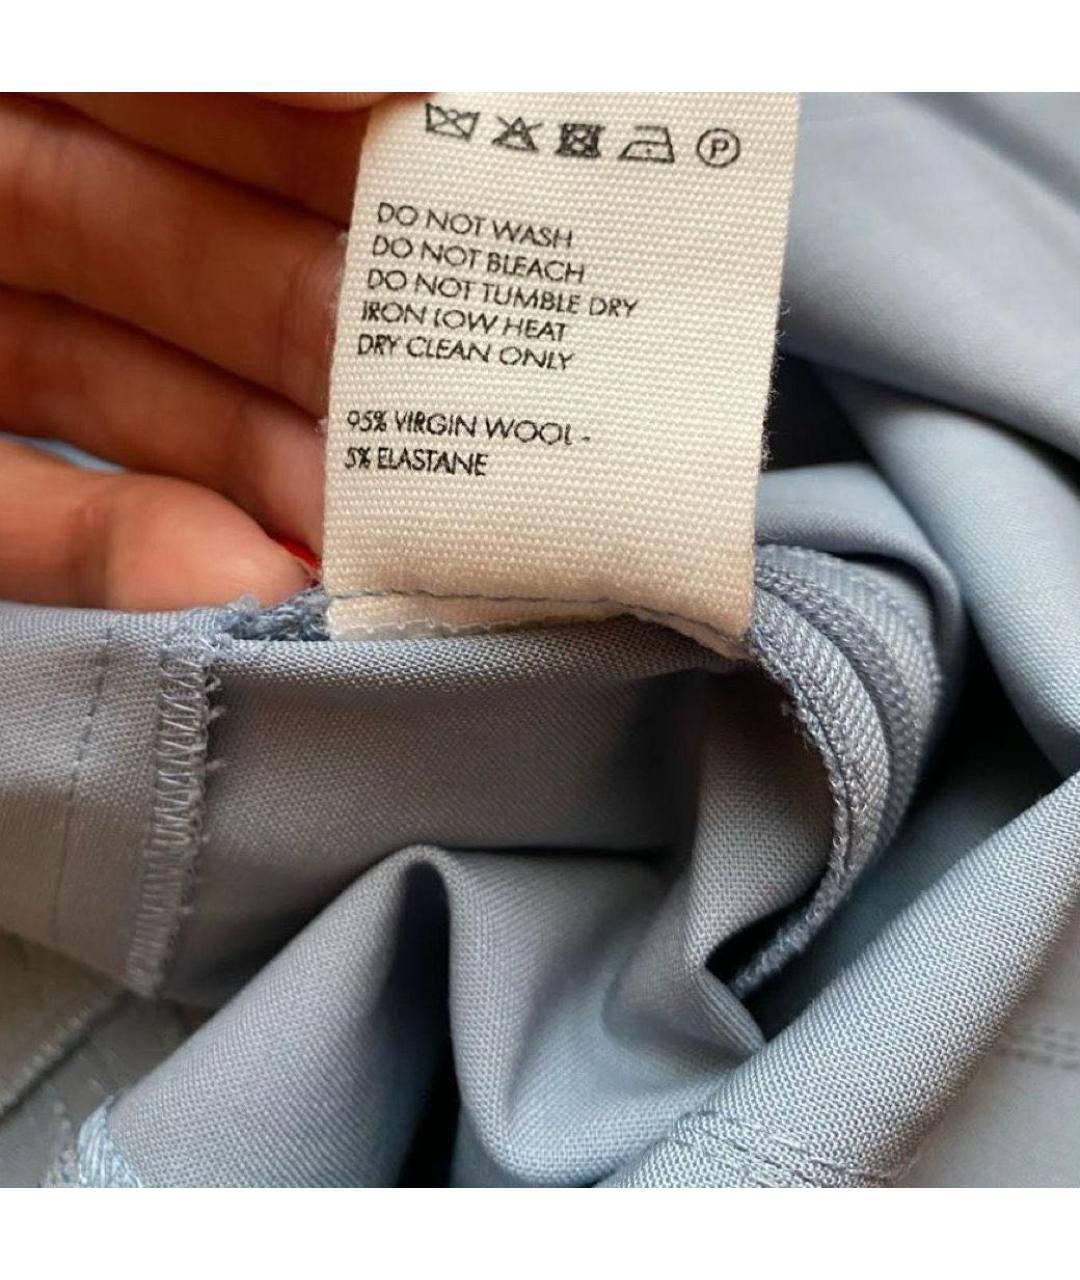 P
DO NOT WASH
DO NOT BLEACH
DO NOT TUMBLE DRY
IRON LOW HEAT
DRY CLEAN ONLY
95% VIRGIN WOOL -
5% ELASTANE